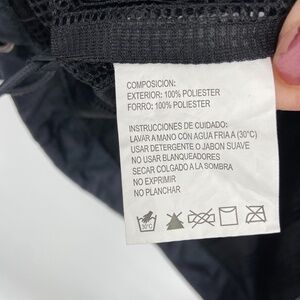 COMPOSICION:
EXTERIOR: 100% POLIESTER
FORRO: 100% POLIESTER
INSTRUCCIONES DE CUIDADO:
LAVAR A MANO CON AGUA FRIA A (30°C)
USAR DETERGENTE O JABON SUAVE
NO USAR BLANQUEADORES
SECAR COLGADO A LA SOMBRA
NO EXPRIMIR
NO PLANCHAR
30°C